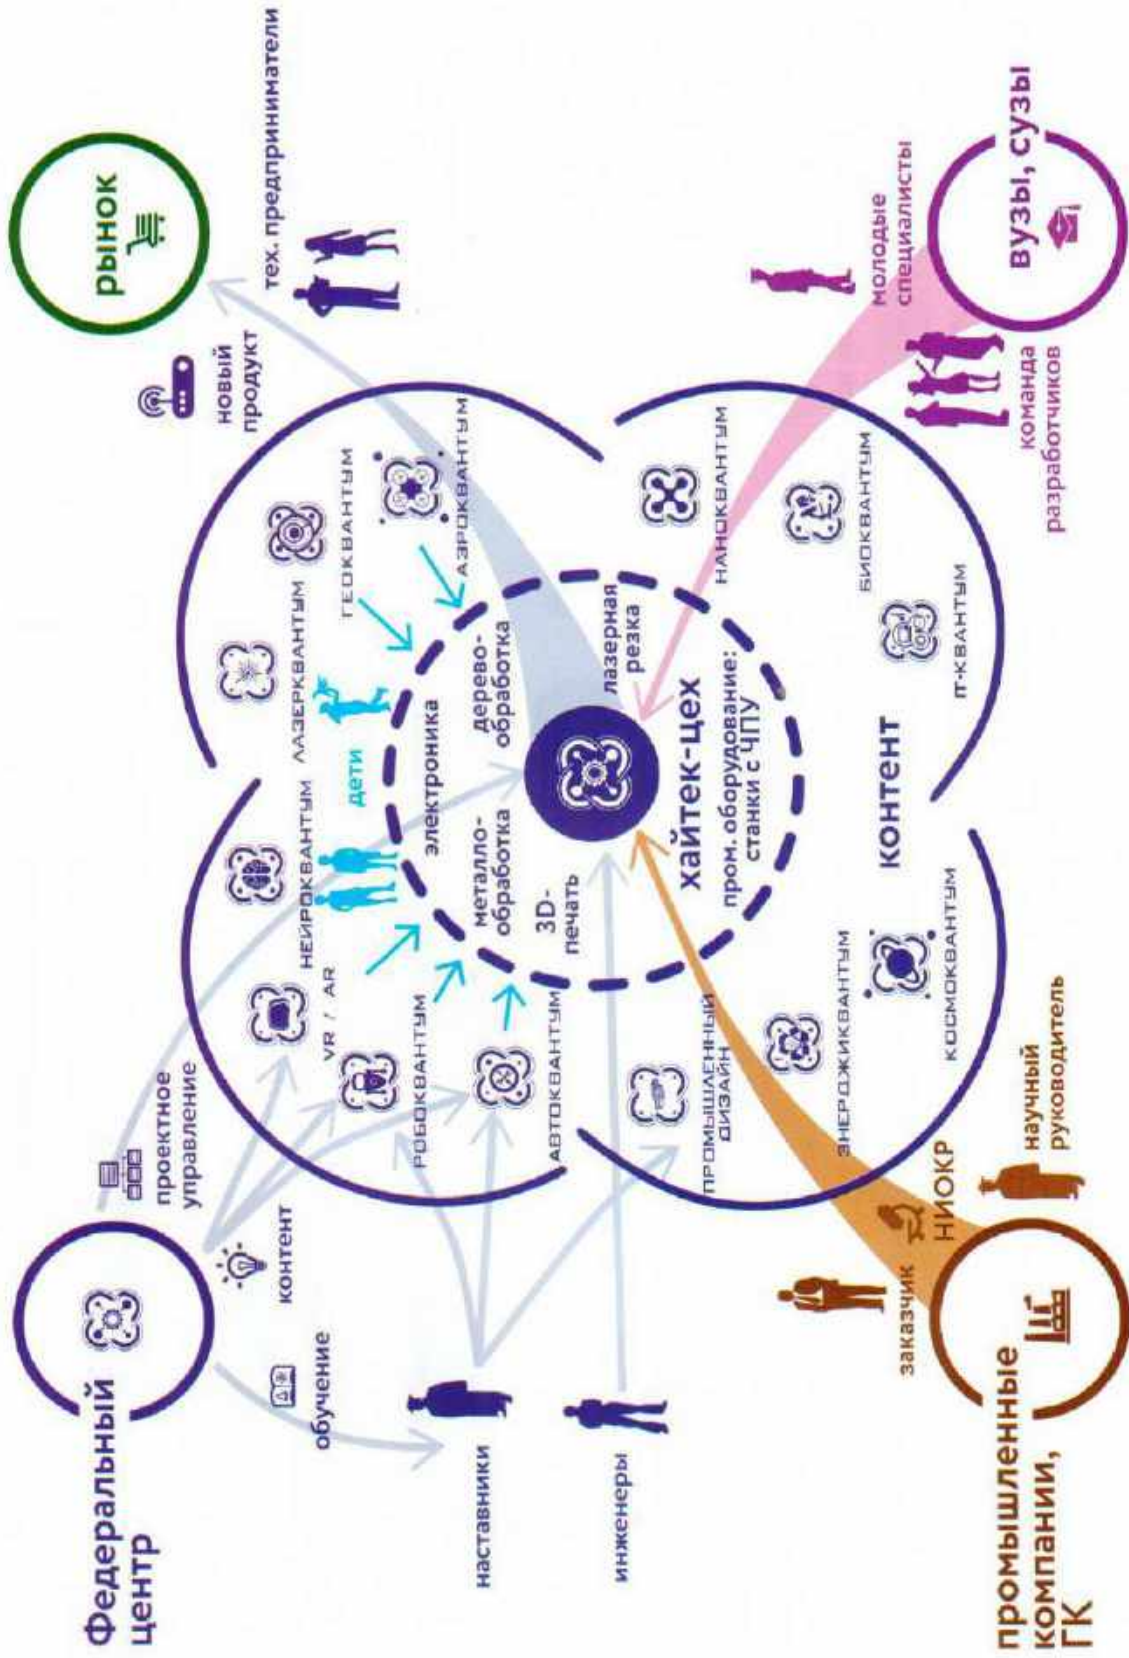 Федеральный
центр
проектное
управление
контент
обучение
наставники
инженеры
рынок
новый
продукт
тех. предприниматели
НЕЙРОКВАНТУМ
ЛАЗЕРКВАНТУМ
ГЕОКВАНТУМ
АЭРОКВАНТУМ
VR / AR
РОБОКВАНТУМ
АВТОКВАНТУМ
дети
электроника
металло-
обработка
дерево-
обработка
3D-
печать
лазерная
резка
хайтек-цех
пром. оборудование:
станки с ЧПУ
ПРОМЫШЛЕННЫЙ
ДИЗАЙН
ЭНЕРДЖИКВАНТУМ
КОСМОКВАНТУМ
контент
НАНОКВАНТУМ
БИОКВАНТУМ
IT-КВАНТУМ
промышленные
компании,
ГК
заказчик
НИОКР
научный
руководитель
молодые
специалисты
команда
разработчиков
вузы, сузы